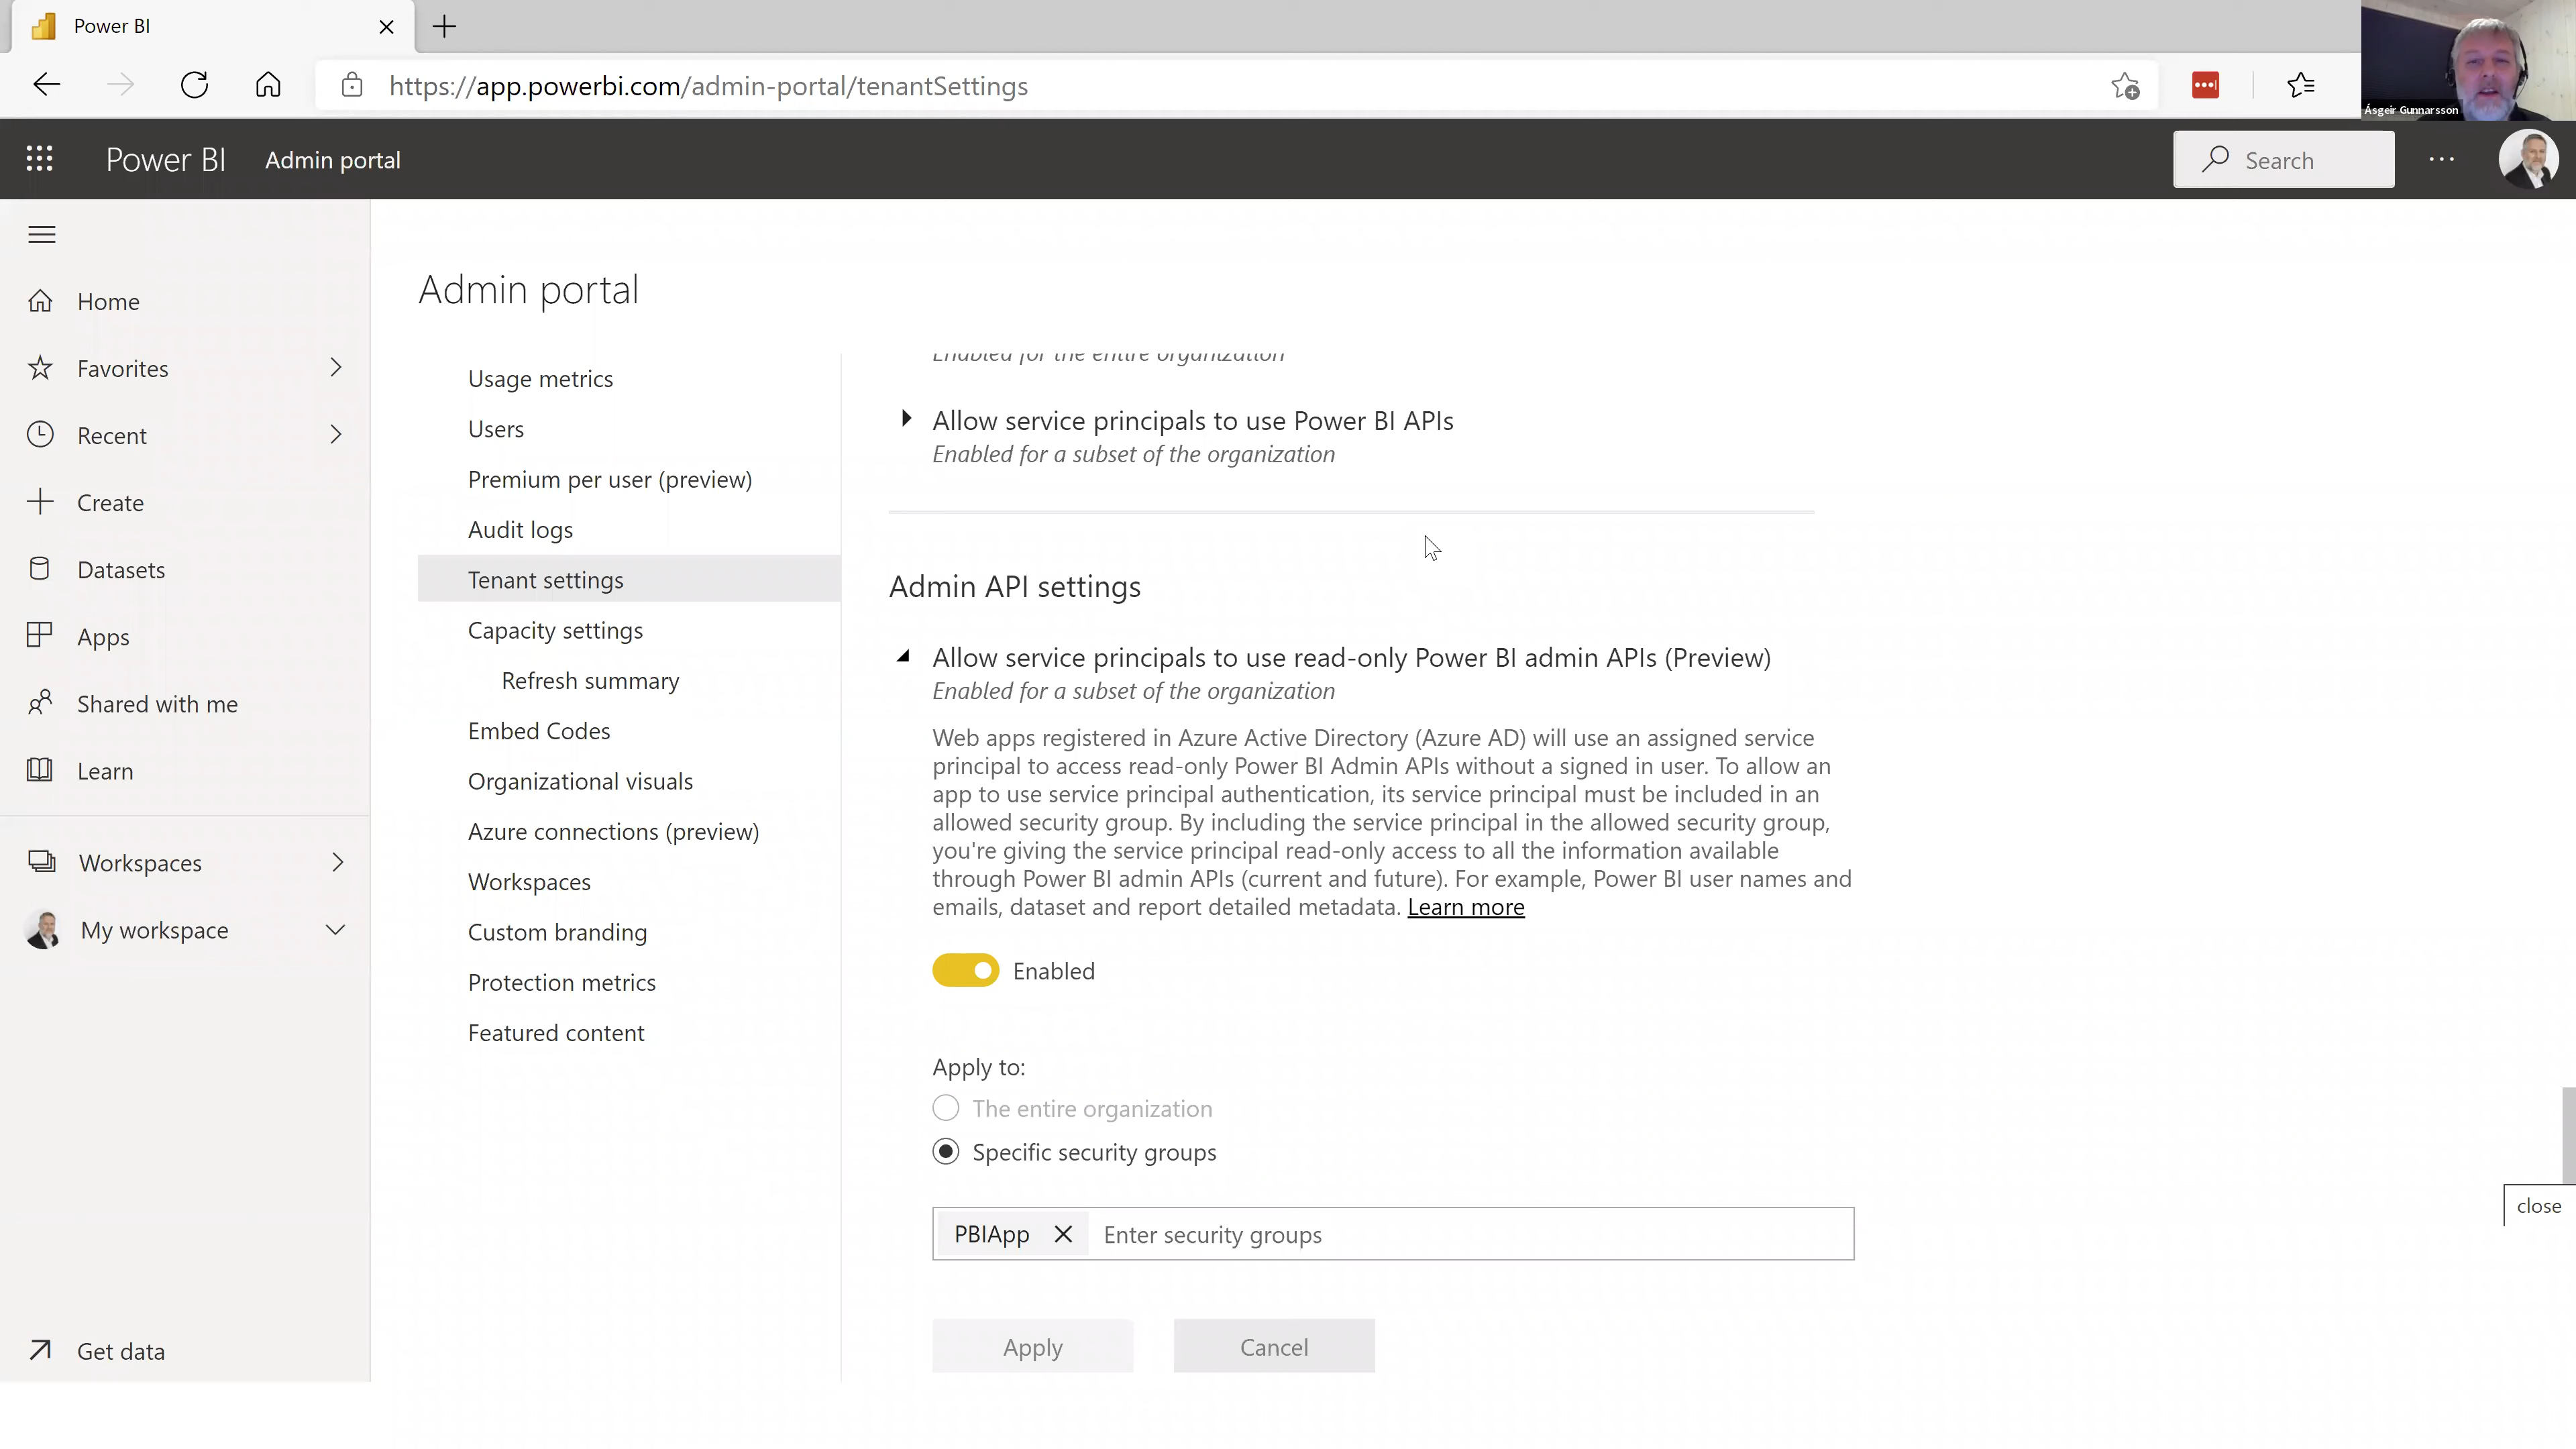 Power BI
https://app.powerbi.com/admin-portal/tenantSettings
Ásgeir Gunnarsson
Power BI
Admin portal
Search
Home
Favorites
Recent
Create
Datasets
Apps
Shared with me
Learn
Workspaces
My workspace
Get data
Admin portal
Usage metrics
Users
Premium per user (preview)
Audit logs
Tenant settings
Capacity settings
Refresh summary
Embed Codes
Organizational visuals
Azure connections (preview)
Workspaces
Custom branding
Protection metrics
Featured content
Enabled for the entire organization
Allow service principals to use Power BI APIs
Enabled for a subset of the organization
Admin API settings
Allow service principals to use read-only Power BI admin APIs (Preview)
Enabled for a subset of the organization
Web apps registered in Azure Active Directory (Azure AD) will use an assigned service
principal to access read-only Power BI Admin APIs without a signed in user. To allow an
app to use service principal authentication, its service principal must be included in an
allowed security group. By including the service principal in the allowed security group,
you're giving the service principal read-only access to all the information available
through Power BI admin APIs (current and future). For example, Power BI user names and
emails, dataset and report detailed metadata. Learn more
Enabled
Apply to:
The entire organization
Specific security groups
PBIApp
Enter security groups
Apply
Cancel
close